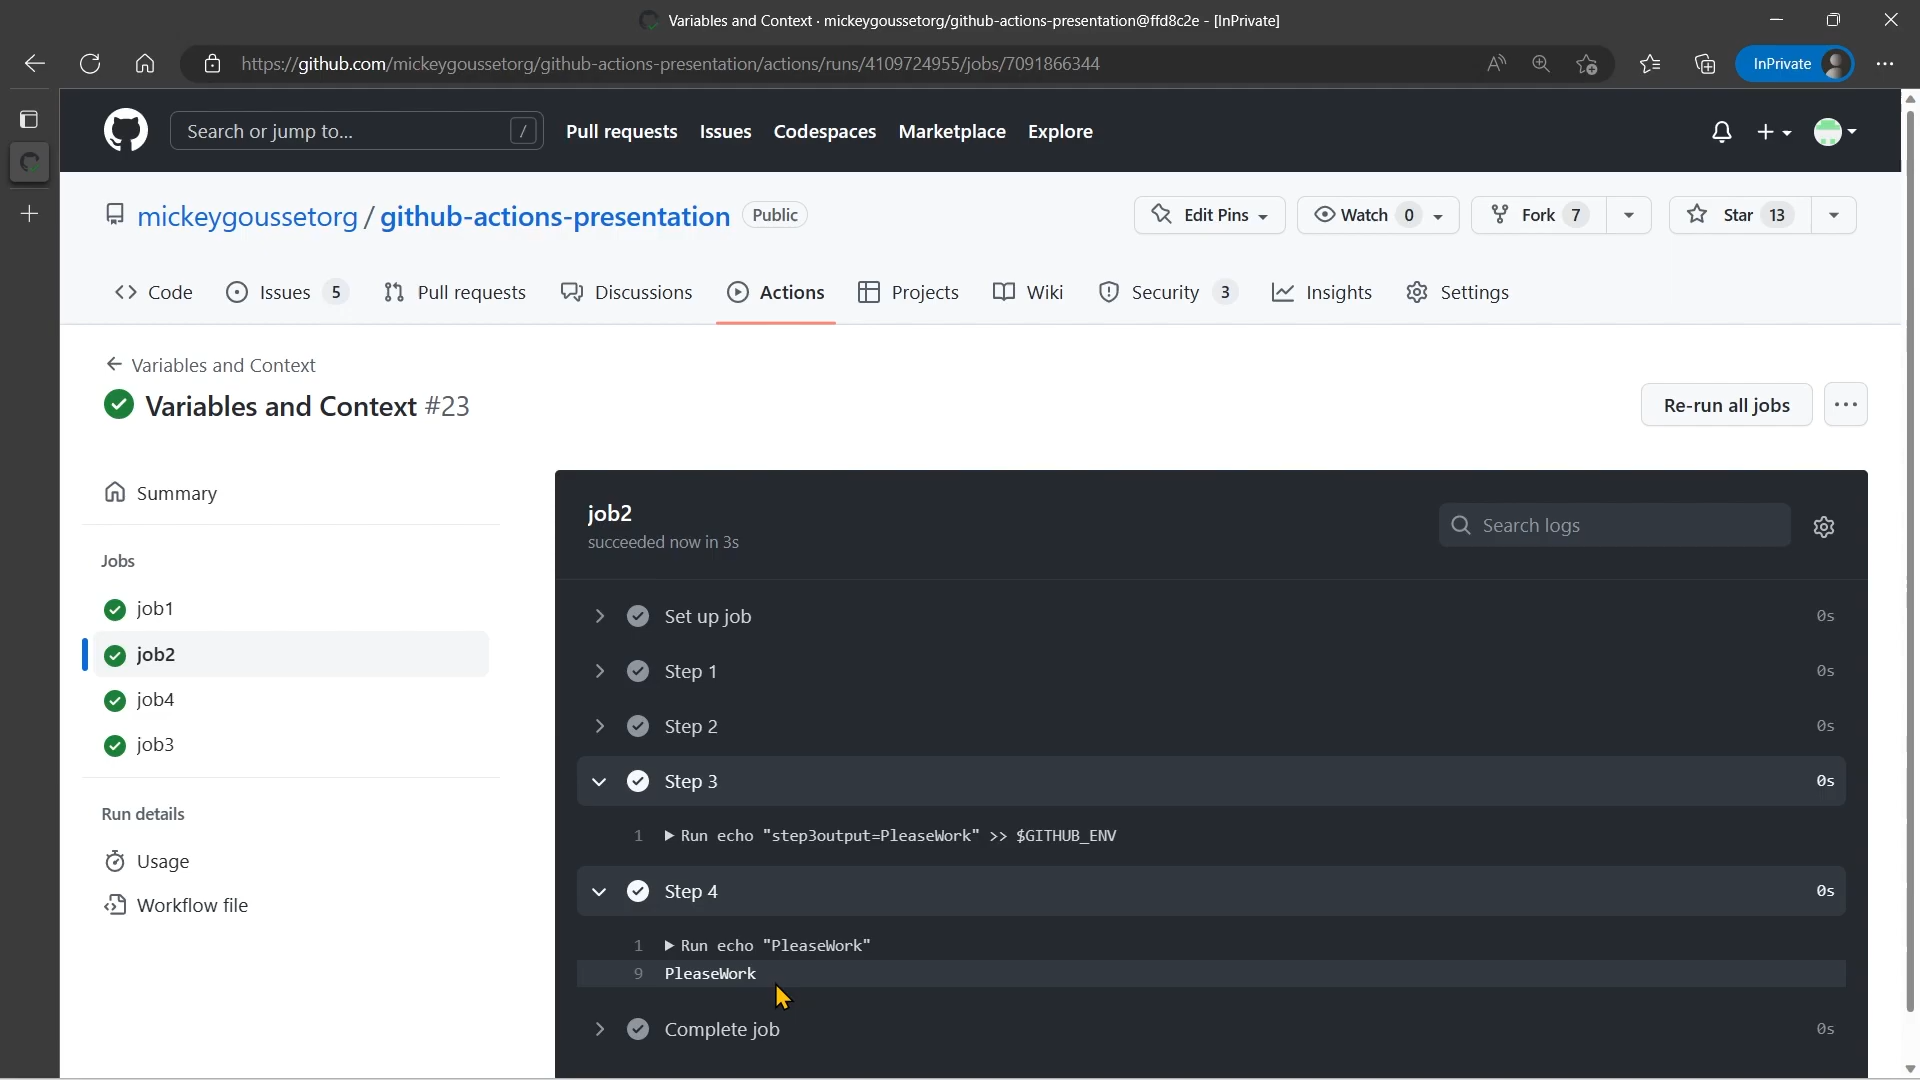 Variables and Context · mickeygoussetorg/github-actions-presentation@ffd8c2e - [InPrivate]
https://github.com/mickeygoussetorg/github-actions-presentation/actions/runs/4109724955/jobs/7091866344
InPrivate
Search or jump to... /
Pull requests Issues Codespaces Marketplace Explore
mickeygoussetorg / github-actions-presentation Public
Edit Pins Watch 0 Fork 7 Star 13
Code Issues 5 Pull requests Discussions Actions Projects Wiki Security 3 Insights Settings
Variables and Context
Variables and Context #23
Re-run all jobs
Summary
Jobs
job1
job2
job4
job3
Run details
Usage
Workflow file
job2
succeeded now in 3s
Search logs
Set up job 0s
Step 1 0s
Step 2 0s
Step 3 0s
1 ▶ Run echo "step3output=PleaseWork" >> $GITHUB_ENV
Step 4 0s
1 ▶ Run echo "PleaseWork"
9 PleaseWork
Complete job 0s